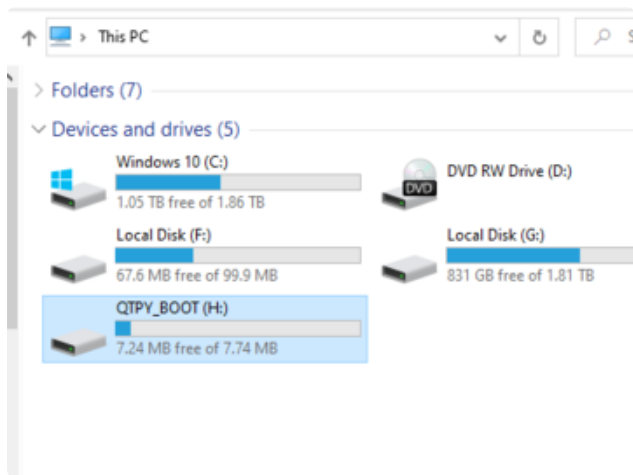 This PC
Folders (7)
Devices and drives (5)
Windows 10 (C:)
1.05 TB free of 1.86 TB
DVD RW Drive (D:)
DVD
Local Disk (F:)
67.6 MB free of 99.9 MB
Local Disk (G:)
831 GB free of 1.81 TB
QTPY_BOOT (H:)
7.24 MB free of 7.74 MB